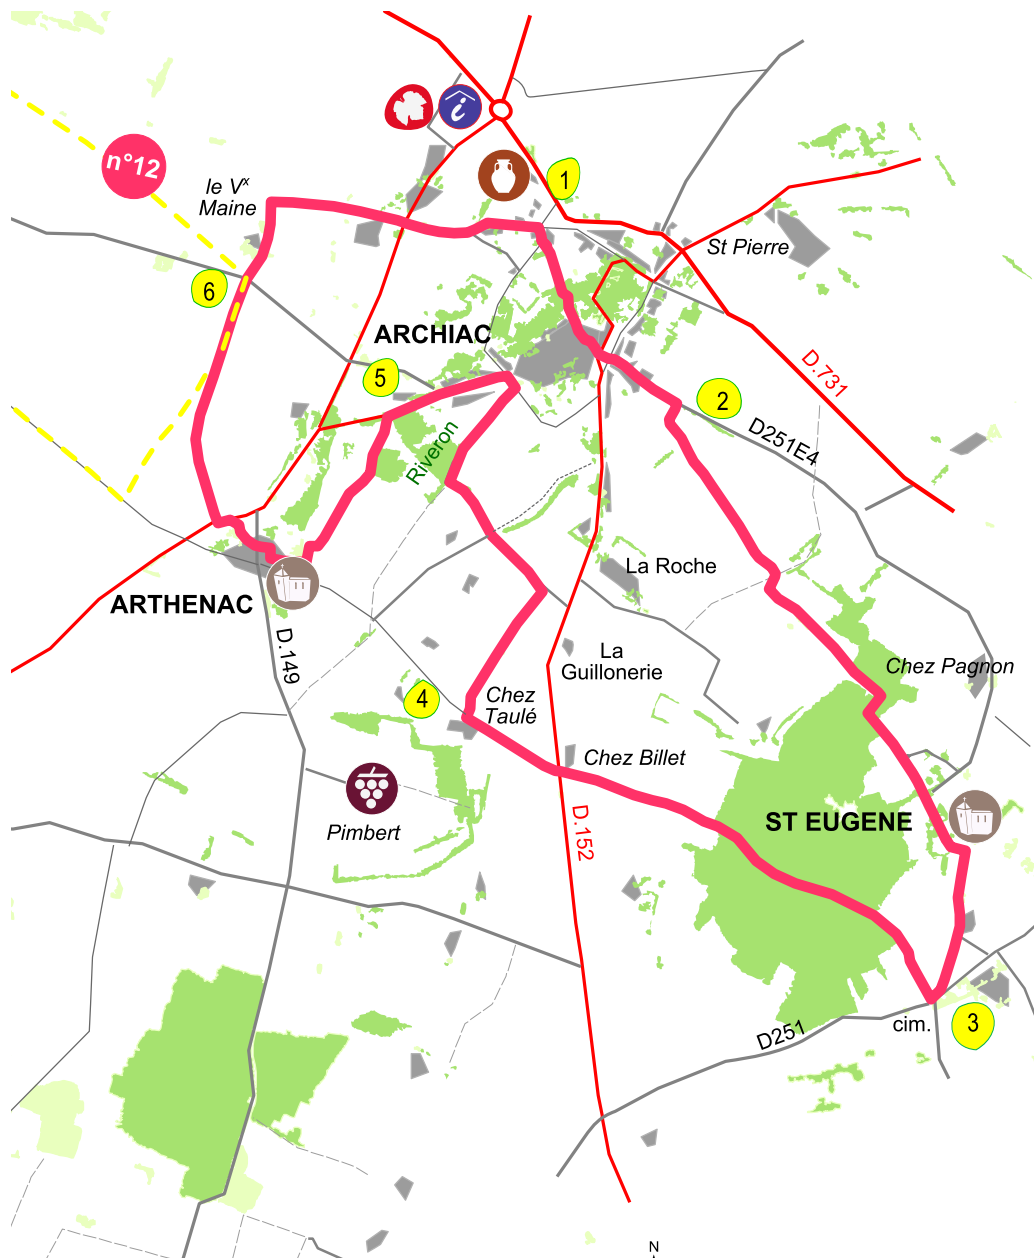 i
n°12
1
le Vˣ
Maine
St Pierre
6
ARCHIAC
5
D.731
2
D251E4
Riveron
La Roche
ARTHENAC
D.149
La
Guillonerie
Chez Pagnon
4
Chez
Taulé
Chez Billet
Pimbert
D.152
ST EUGENE
cim.
3
D251
N